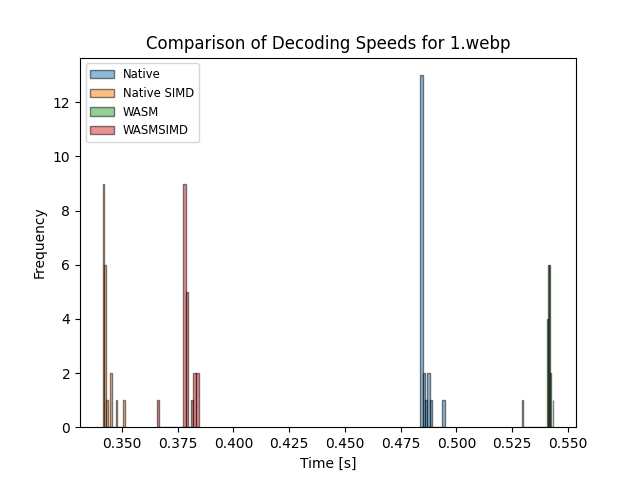 Comparison of Decoding Speeds for 1.webp
Native
Native SIMD
WASM
WASMSIMD
Frequency
12
10
8
6
4
2
0
0.350 0.375 0.400 0.425 0.450 0.475 0.500 0.525 0.550
Time [s]